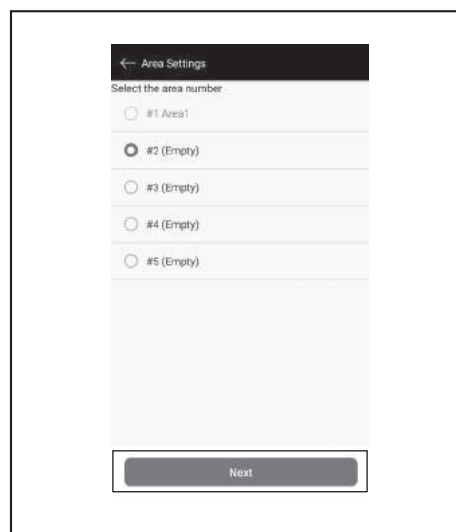 Area Settings
Select the area number
#1 Area1
#2 (Empty)
#3 (Empty)
#4 (Empty)
#5 (Empty)
Next